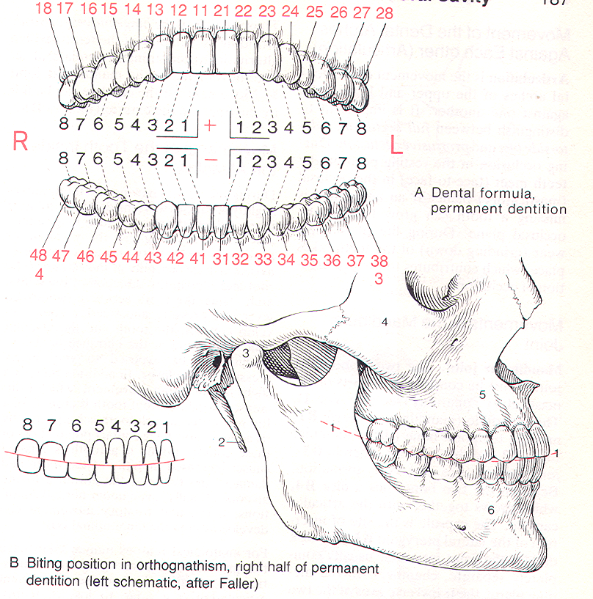 Cavity
187
18 17 16 15 14 13 12 11 21 22 23 24 25 26 27 28
8 7 6 5 4 3 2 1 + 1 2 3 4 5 6 7 8
R L
8 7 6 5 4 3 2 1 − 1 2 3 4 5 6 7 8
A Dental formula,
permanent dentition
48 47 46 45 44 43 42 41 31 32 33 34 35 36 37 38
4 3
4
3
5
8 7 6 5 4 3 2 1
1
2
1
6
B Biting position in orthognathism, right half of permanent
dentition (left schematic, after Faller)